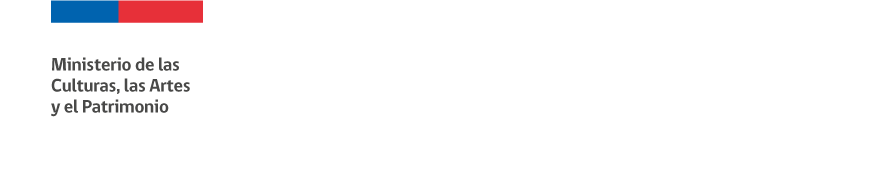 Ministerio de las
Culturas, las Artes
y el Patrimonio